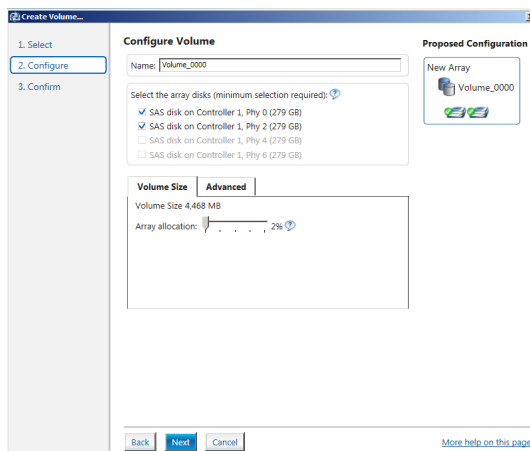 Create Volume...
1. Select
2. Configure
3. Confirm
Configure Volume
Name: Volume_0000
Select the array disks (minimum selection required):
SAS disk on Controller 1, Phy 0 (279 GB)
SAS disk on Controller 1, Phy 2 (279 GB)
SAS disk on Controller 1, Phy 4 (279 GB)
SAS disk on Controller 1, Phy 6 (279 GB)
Volume Size Advanced
Volume Size 4,468 MB
Array allocation: 2%
Proposed Configuration
New Array
Volume_0000
Back Next Cancel
More help on this page